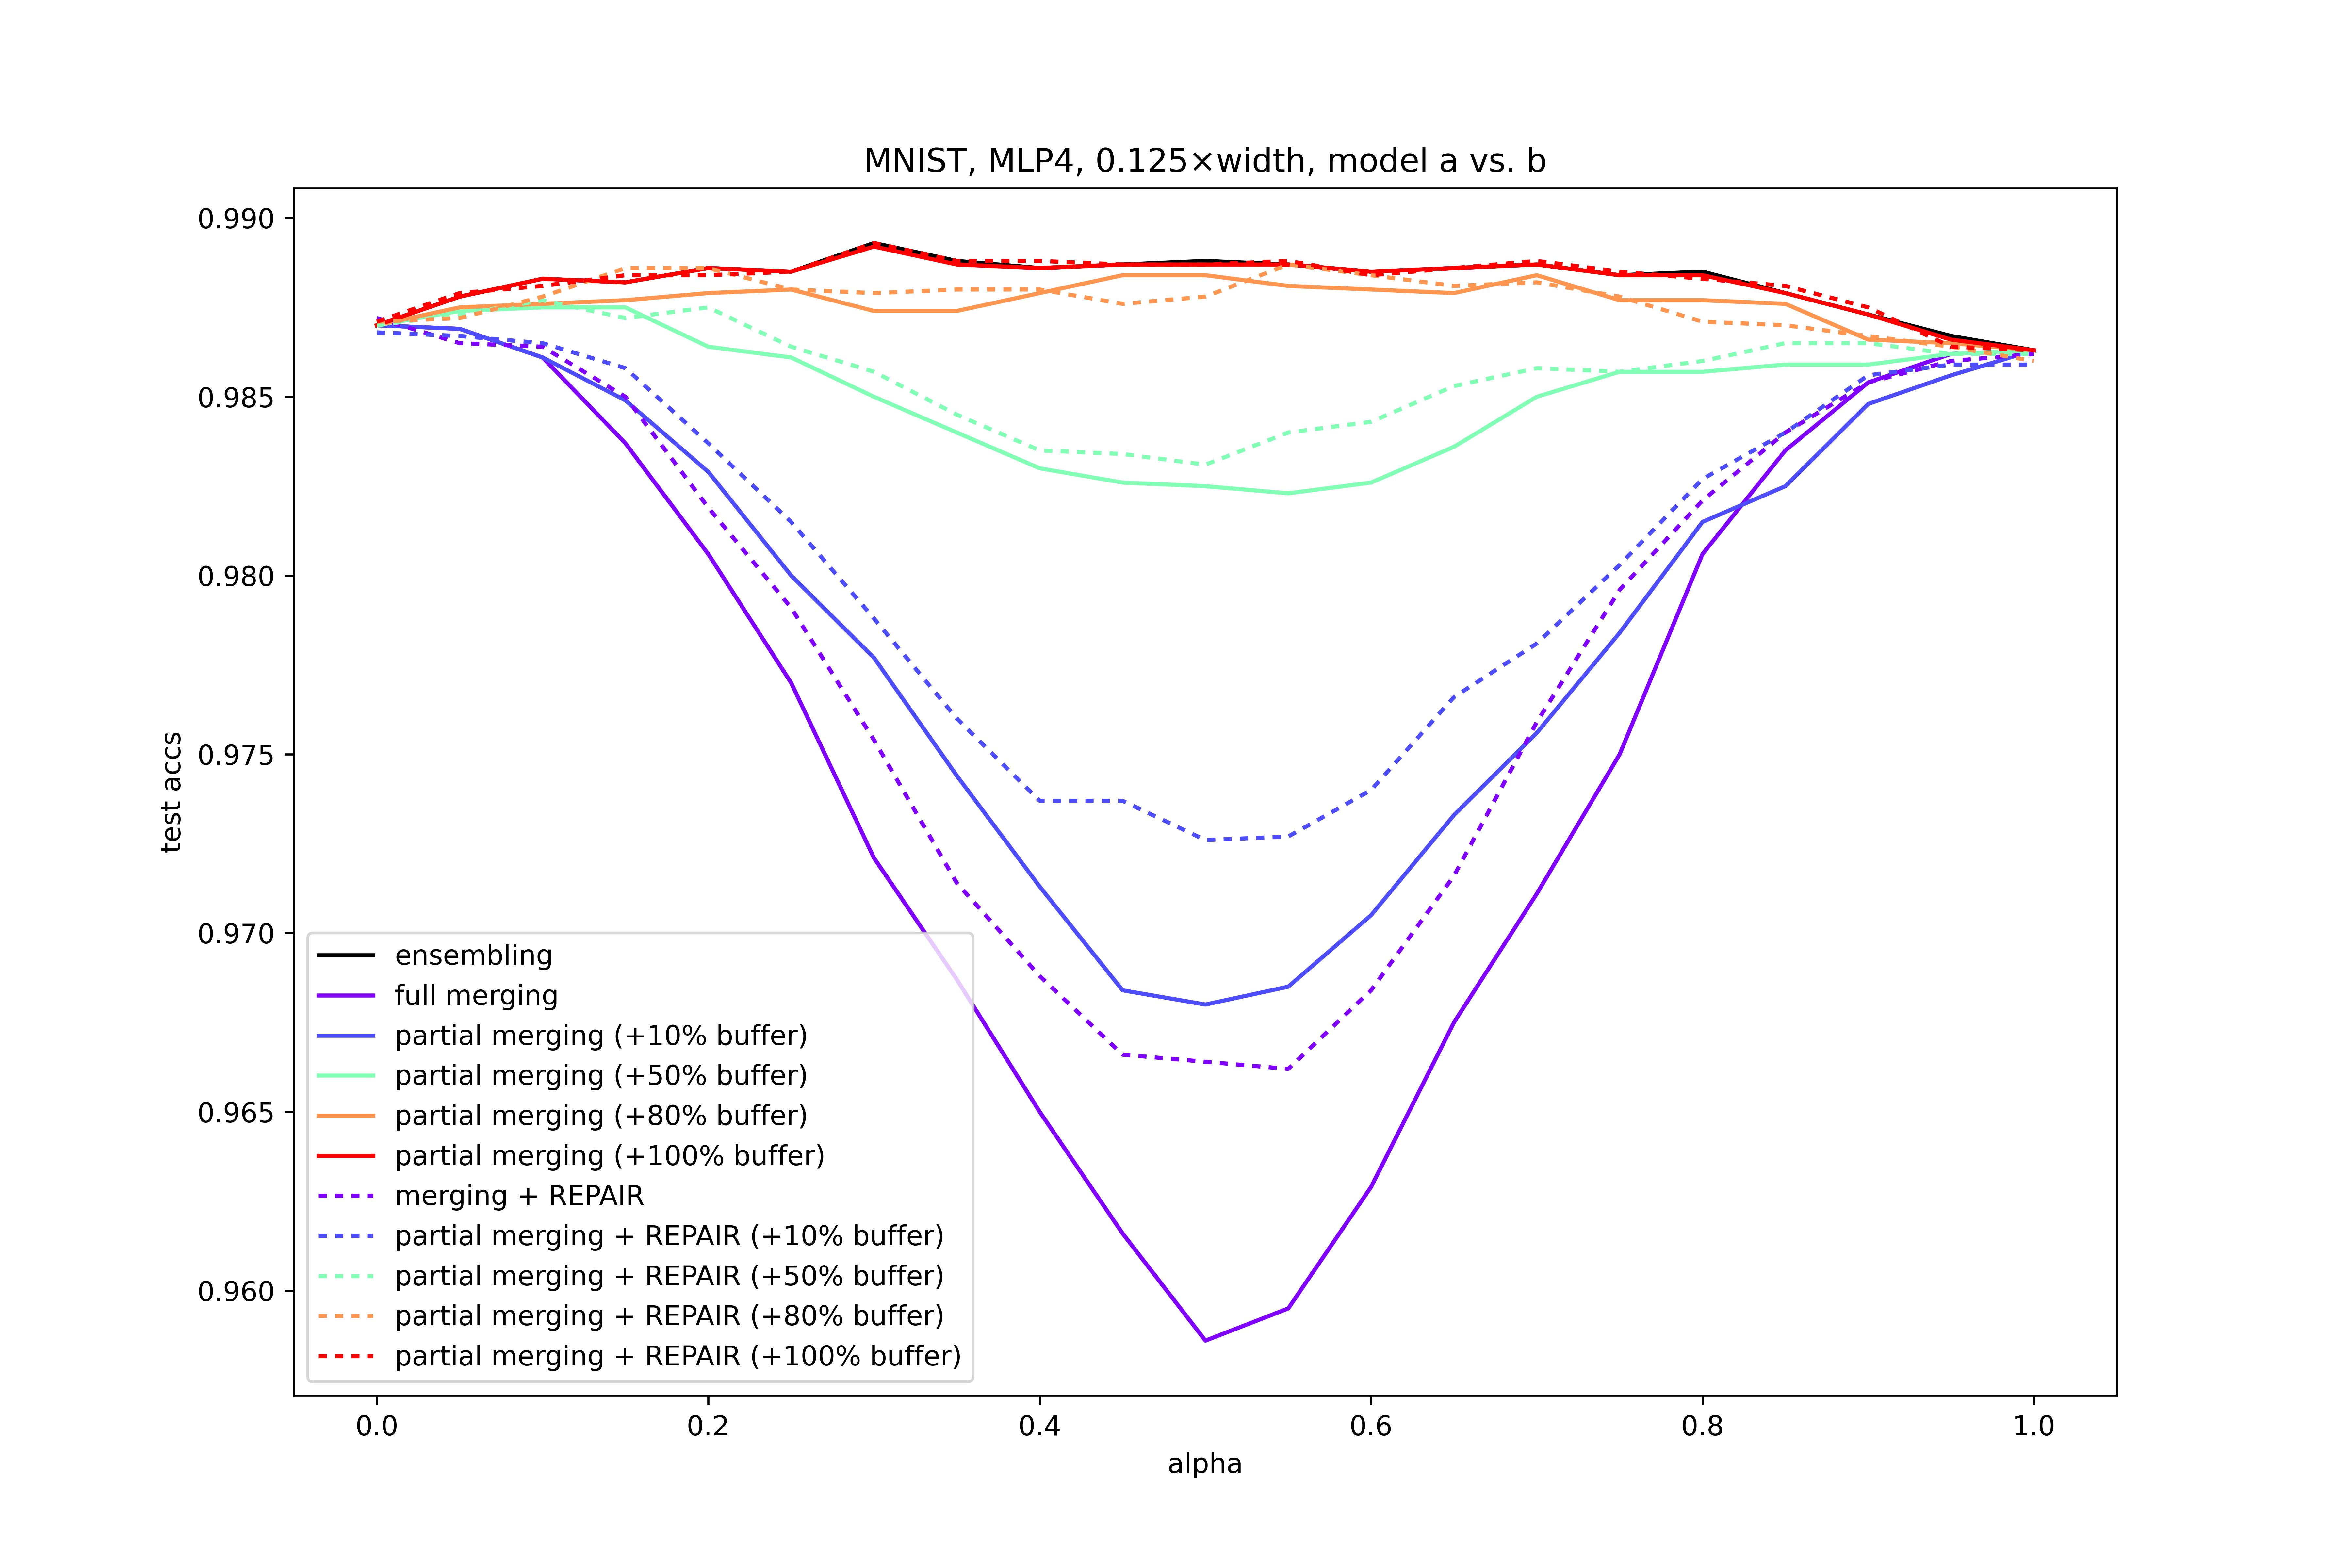 MNIST, MLP4, 0.125×width, model a vs. b
0.990
0.985
0.980
0.975
0.970
0.965
0.960
test accs
ensembling
full merging
partial merging (+10% buffer)
partial merging (+50% buffer)
partial merging (+80% buffer)
partial merging (+100% buffer)
merging + REPAIR
partial merging + REPAIR (+10% buffer)
partial merging + REPAIR (+50% buffer)
partial merging + REPAIR (+80% buffer)
partial merging + REPAIR (+100% buffer)
0.0 0.2 0.4 0.6 0.8 1.0
alpha